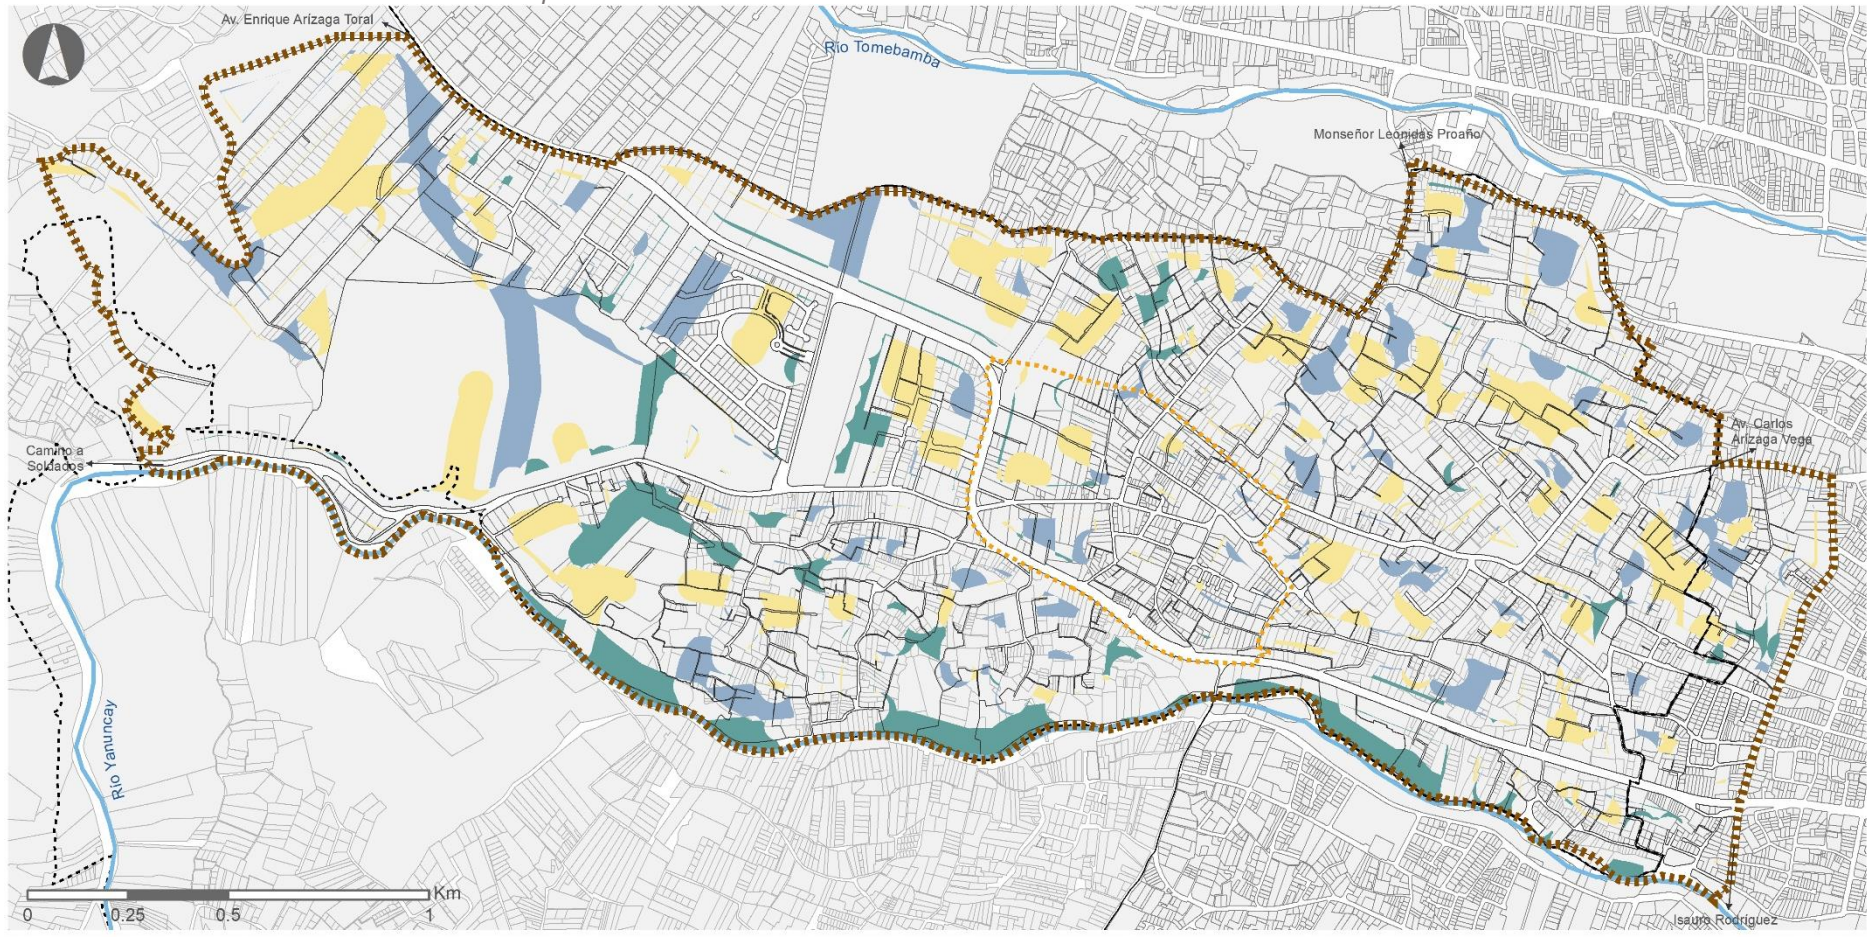 Av. Enrique Arízaga Toral
Río Tomebamba
Monseñor Leonidas Proaño
Av. Carlos
Arízaga Vega
Camino a
Soldados
Río Yanuncay
Km
0
0.25
0.5
1
Isauro Rodríguez